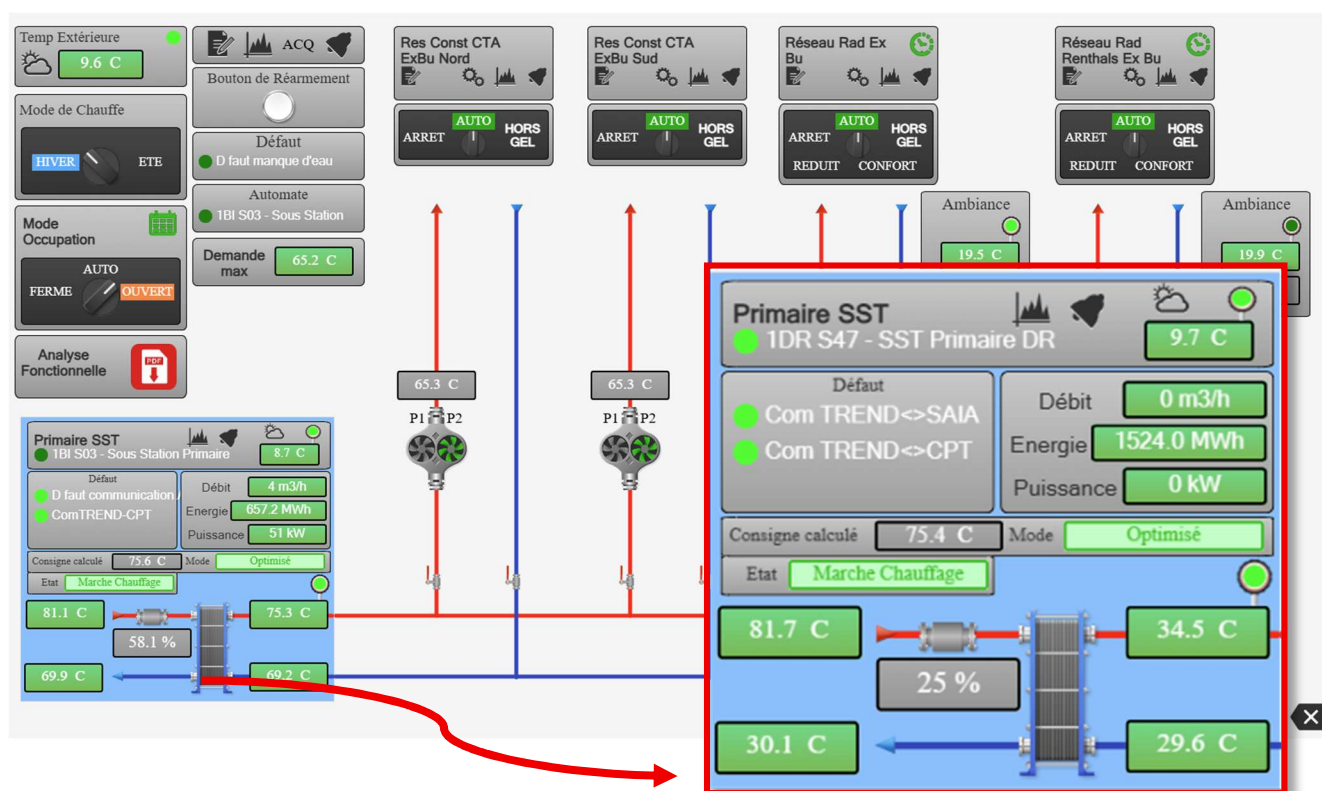 Temp Extérieure
9.6 C
ACQ
Mode de Chauffe
HIVER
ETE
Bouton de Réarmement
Défaut
D faut manque d'eau
Automate
1BI S03 - Sous Station
Mode
Occupation
AUTO
FERME
OUVERT
Demande
max
65.2 C
Analyse
Fonctionnelle
PDF
Res Const CTA
ExBu Nord
ARRET
AUTO
HORS
GEL
Res Const CTA
ExBu Sud
ARRET
AUTO
HORS
GEL
Réseau Rad Ex
Bu
ARRET
AUTO
HORS
GEL
REDUIT
CONFORT
Réseau Rad
Renthals Ex Bu
ARRET
AUTO
HORS
GEL
REDUIT
CONFORT
Ambiance
19.5 C
Ambiance
19.9 C
65.3 C
P1
P2
65.3 C
P1
P2
Primaire SST
1BI S03 - Sous Station Primaire
8.7 C
Défaut
D faut communication
ComTREND-CPT
Débit
4 m3/h
Energie
657.2 MWh
Puissance
51 kW
Consigne calculé
75.6 C
Mode
Optimisé
Etat
Marche Chauffage
81.1 C
75.3 C
58.1 %
69.9 C
69.2 C
Primaire SST
1DR S47 - SST Primaire DR
9.7 C
Défaut
Com TREND<>SAIA
Com TREND<>CPT
Débit
0 m3/h
Energie
1524.0 MWh
Puissance
0 kW
Consigne calculé
75.4 C
Mode
Optimisé
Etat
Marche Chauffage
81.7 C
34.5 C
25 %
30.1 C
29.6 C